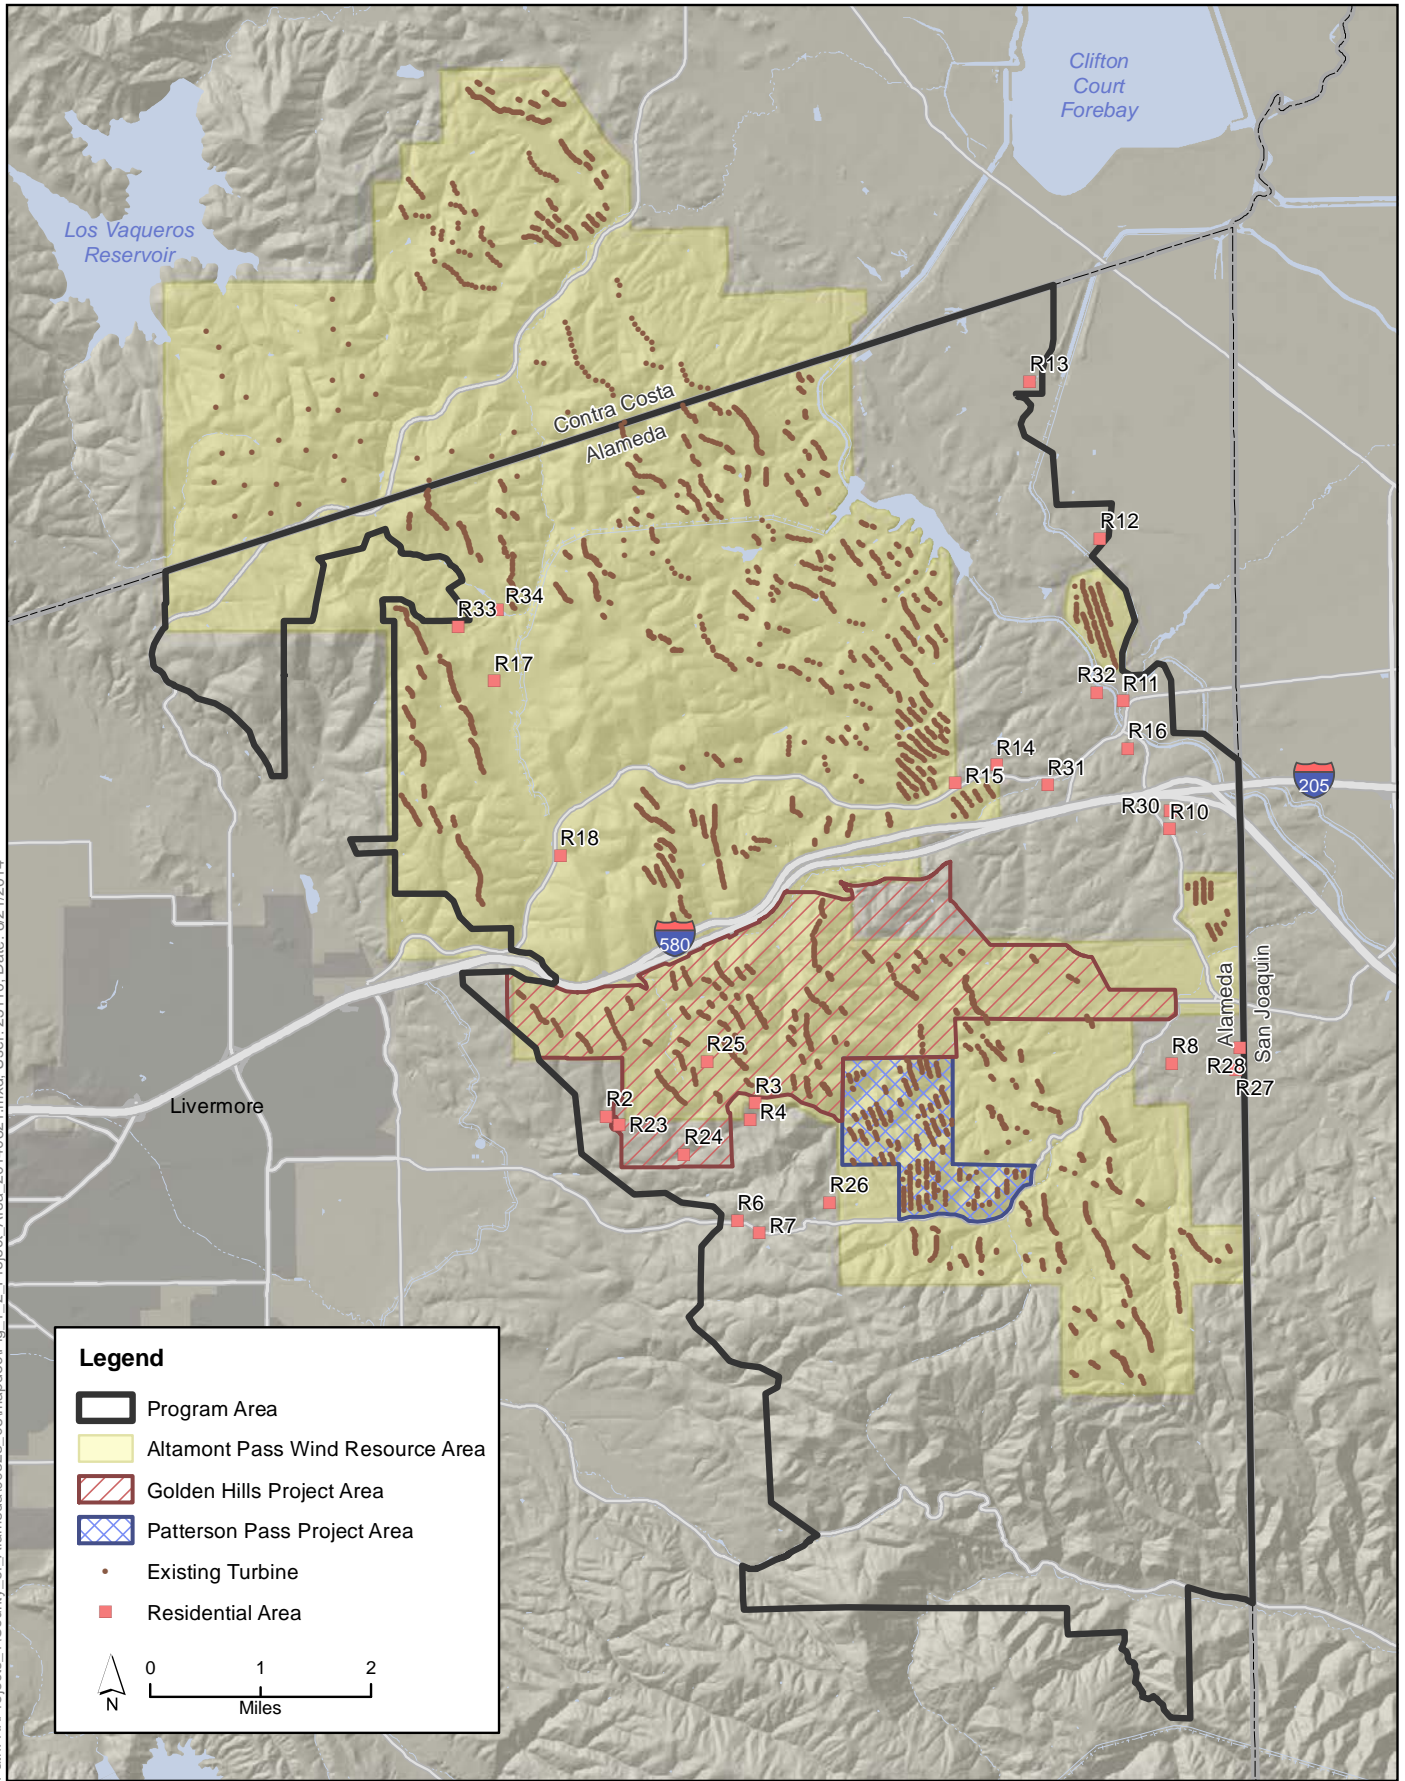 Clifton
Court
Forebay
Los Vaqueros
Reservoir
R13
Contra Costa
Alameda
R12
R34
R33
R17
R32
R11
R16
R14
R15
R31
205
R30
R10
R18
580
Alameda
San Joaquin
R25
R8
R28
R27
R3
R2
R4
R23
R24
Livermore
R26
R6
R7
Legend
Program Area
Altamont Pass Wind Resource Area
Golden Hills Project Area
Patterson Pass Project Area
Existing Turbine
Residential Area
N
0 1 2
Miles